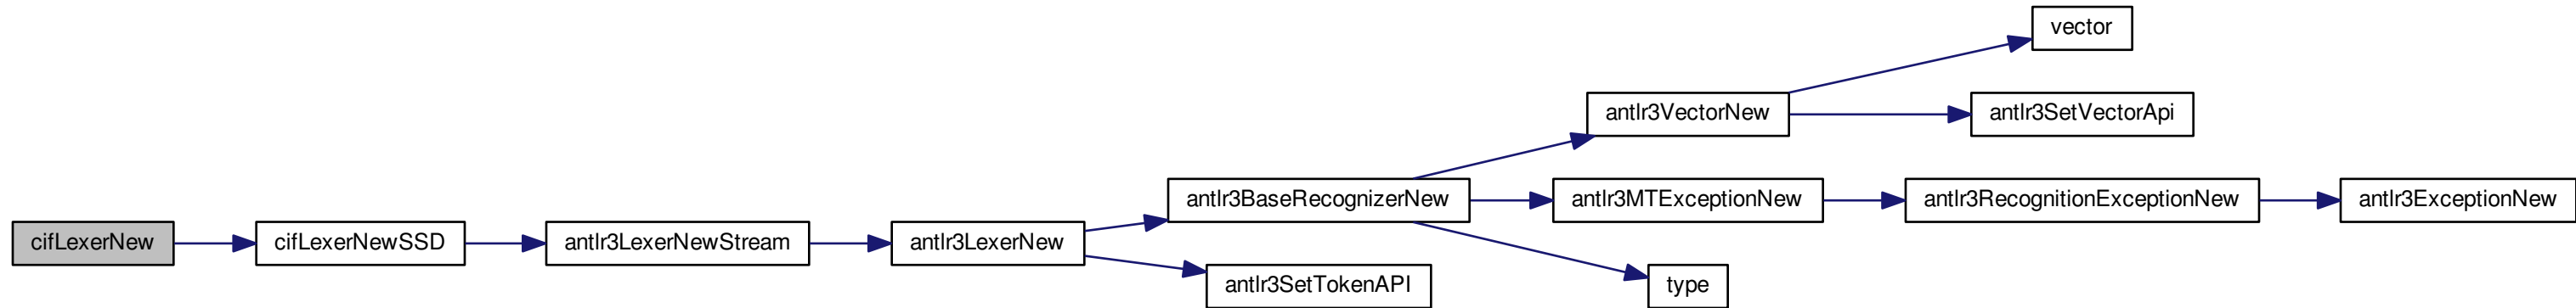 cifLexerNew
cifLexerNewSSD
antlr3LexerNewStream
antlr3LexerNew
antlr3BaseRecognizerNew
antlr3SetTokenAPI
antlr3VectorNew
antlr3MTExceptionNew
type
vector
antlr3SetVectorApi
antlr3RecognitionExceptionNew
antlr3ExceptionNew